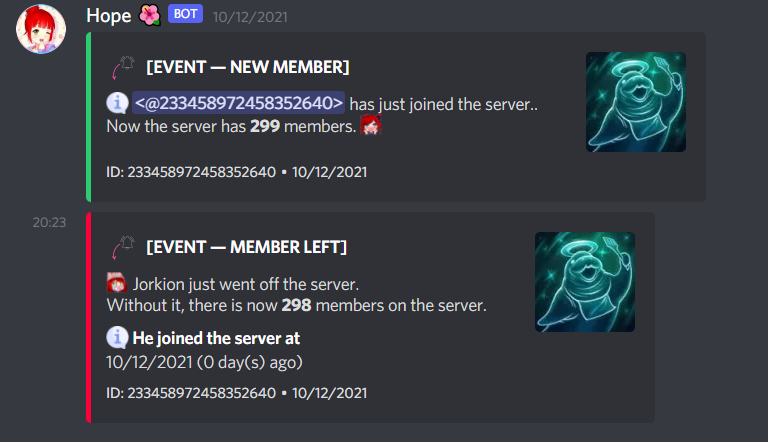 Hope 🌺 BOT 10/12/2021
[EVENT — NEW MEMBER]
<@233458972458352640> has just joined the server..
Now the server has 299 members.
ID: 233458972458352640 • 10/12/2021
20:23
[EVENT — MEMBER LEFT]
Jorkion just went off the server.
Without it, there is now 298 members on the server.
He joined the server at
10/12/2021 (0 day(s) ago)
ID: 233458972458352640 • 10/12/2021